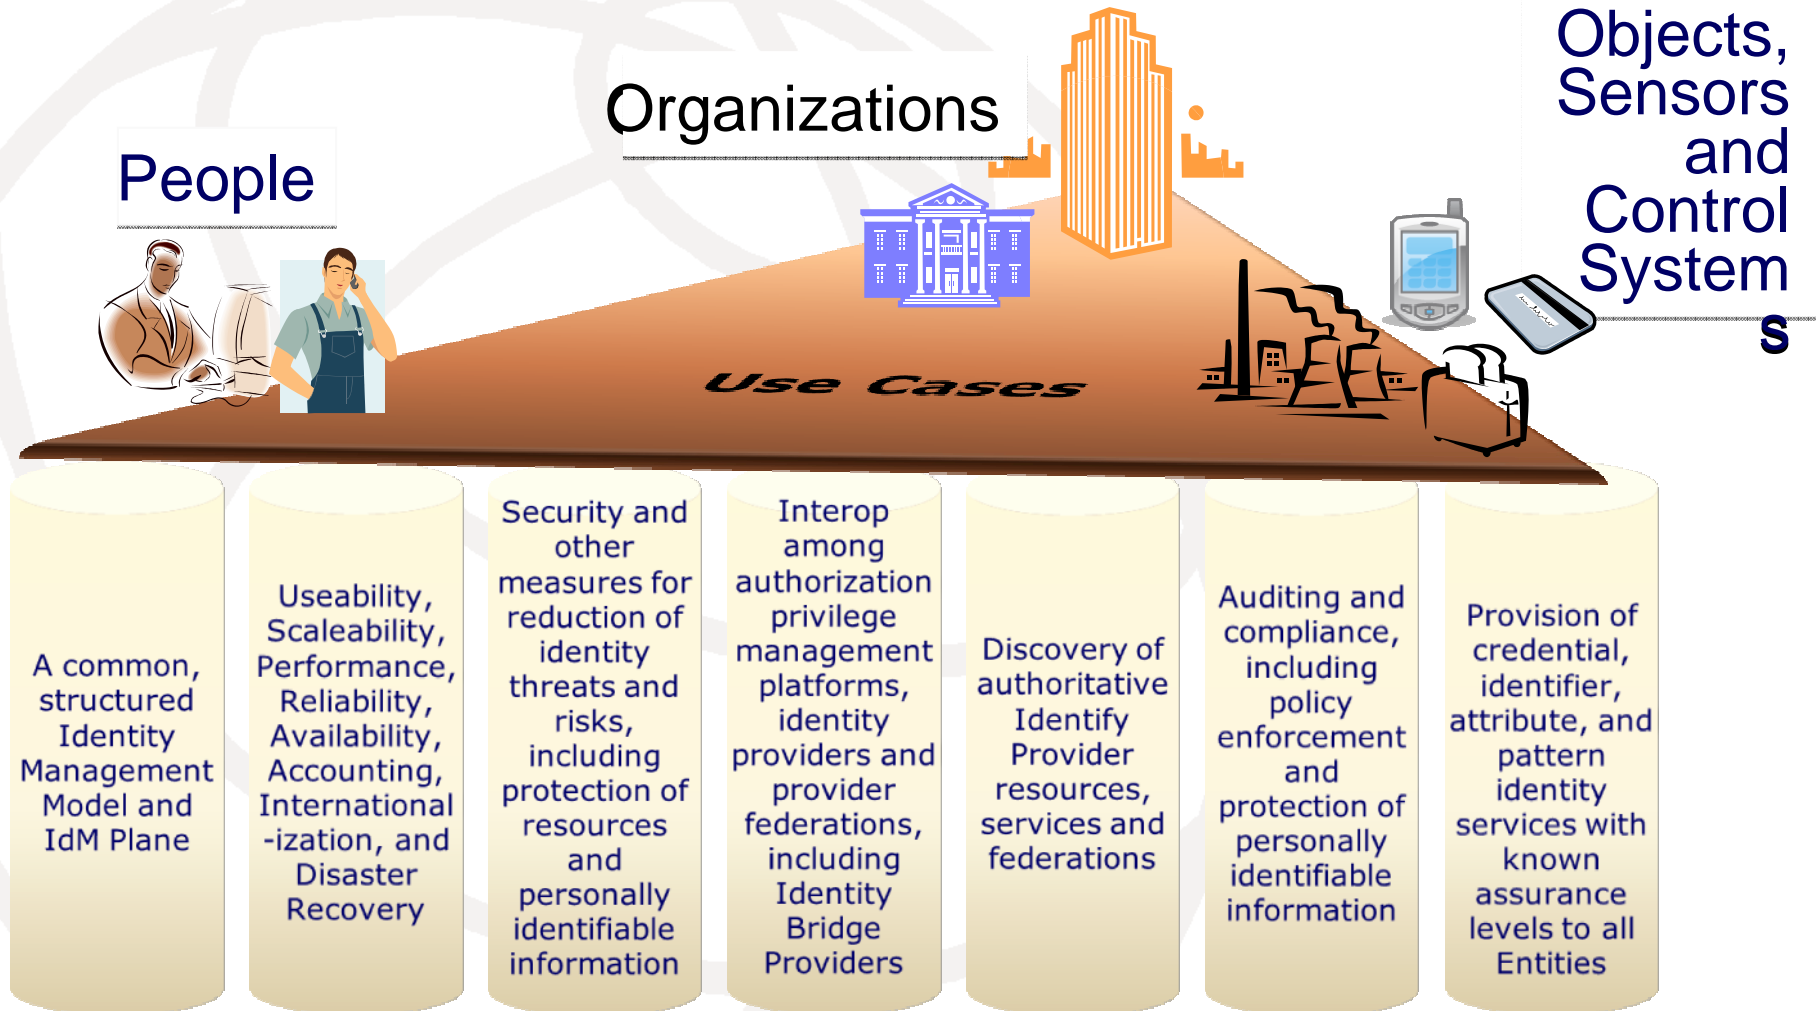 People
Organizations
Objects,
Sensors
and
Control
System
s
Use Cases
A common,
structured
Identity
Management
Model and
IdM Plane
Useability,
Scaleability,
Performance,
Reliability,
Availability,
Accounting,
International
-ization, and
Disaster
Recovery
Security and
other
measures for
reduction of
identity
threats and
risks,
including
protection of
resources
and
personally
identifiable
information
Interop
among
authorization
privilege
management
platforms,
identity
providers and
provider
federations,
including
Identity
Bridge
Providers
Discovery of
authoritative
Identify
Provider
resources,
services and
federations
Auditing and
compliance,
including
policy
enforcement
and
protection of
personally
identifiable
information
Provision of
credential,
identifier,
attribute, and
pattern
identity
services with
known
assurance
levels to all
Entities